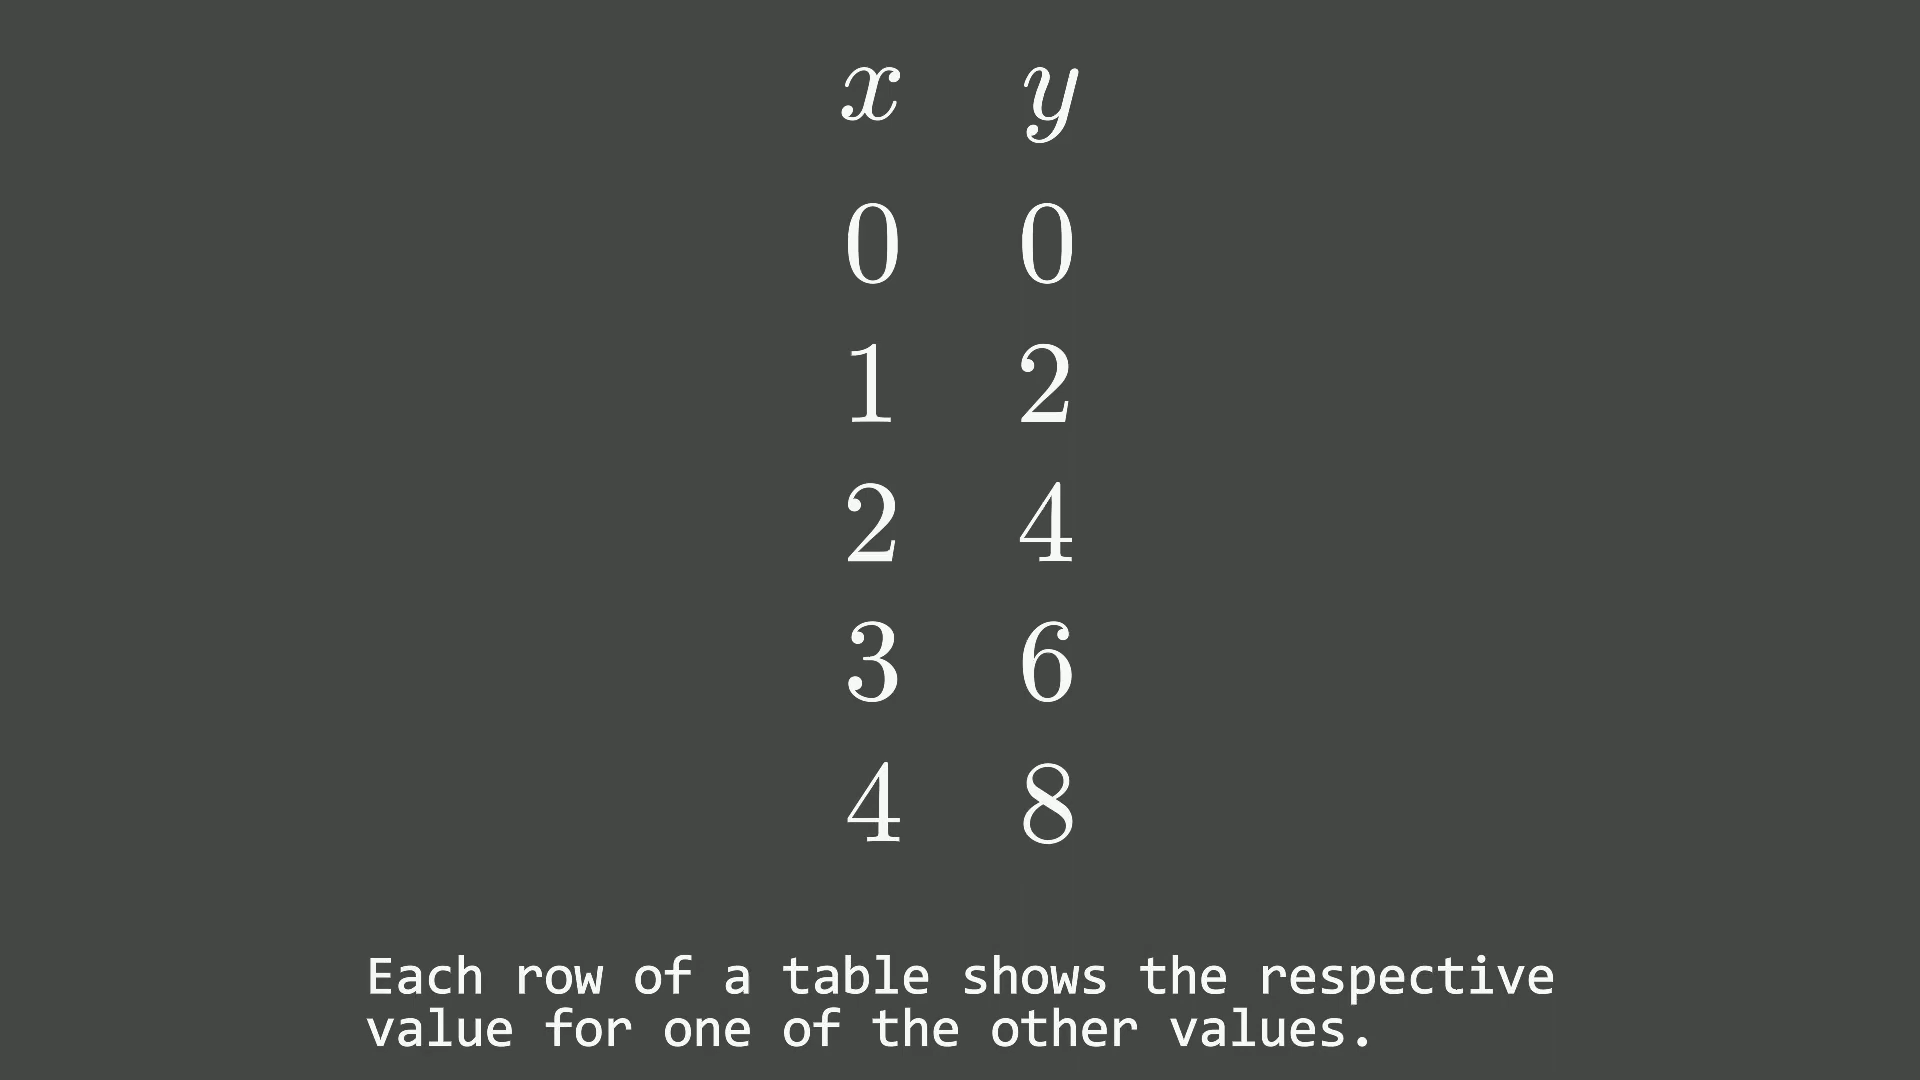 x y
0 0
1 2
2 4
3 6
4 8
Each row of a table shows the respective
value for one of the other values.